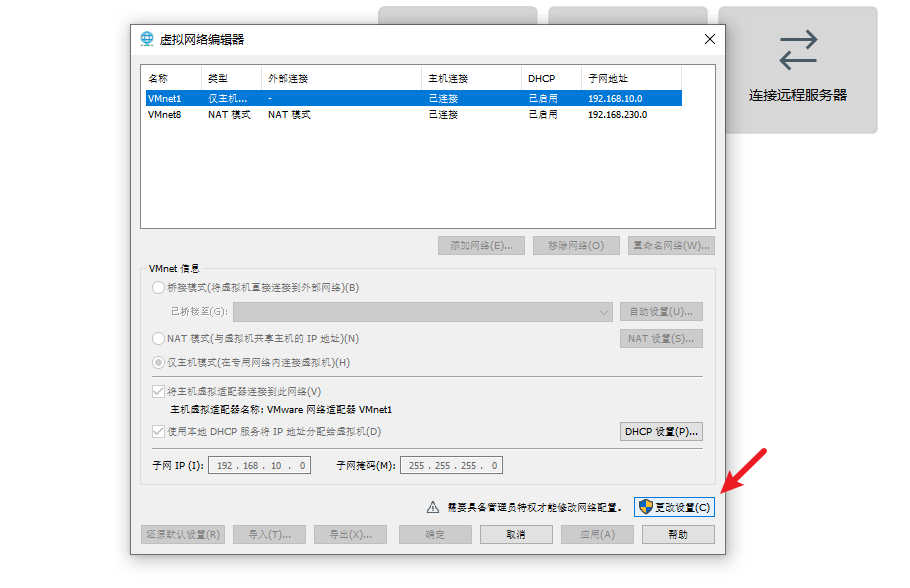 虚拟网络编辑器
连接远程服务器
名称 类型 外部连接 主机连接 DHCP 子网地址
VMnet1 仅主机... - 已连接 已启用 192.168.10.0
VMnet8 NAT 模式 NAT 模式 已连接 已启用 192.168.230.0
添加网络(E)... 移除网络(O) 重命名网络(W)...
VMnet 信息
桥接模式(将虚拟机直接连接到外部网络)(B)
已桥接至(G): 自动设置(U)...
NAT 模式(与虚拟机共享主机的 IP 地址)(N) NAT 设置(S)...
仅主机模式(在专用网络内连接虚拟机)(H)
将主机虚拟适配器连接到此网络(V)
主机虚拟适配器名称: VMware 网络适配器 VMnet1
使用本地 DHCP 服务将 IP 地址分配给虚拟机(D) DHCP 设置(P)...
子网 IP (I): 192 . 168 . 10 . 0 子网掩码(M): 255 . 255 . 255 . 0
需要具备管理员特权才能修改网络配置。 更改设置(C)
还原默认设置(R) 导入(T)... 导出(X)... 确定 取消 应用(A) 帮助